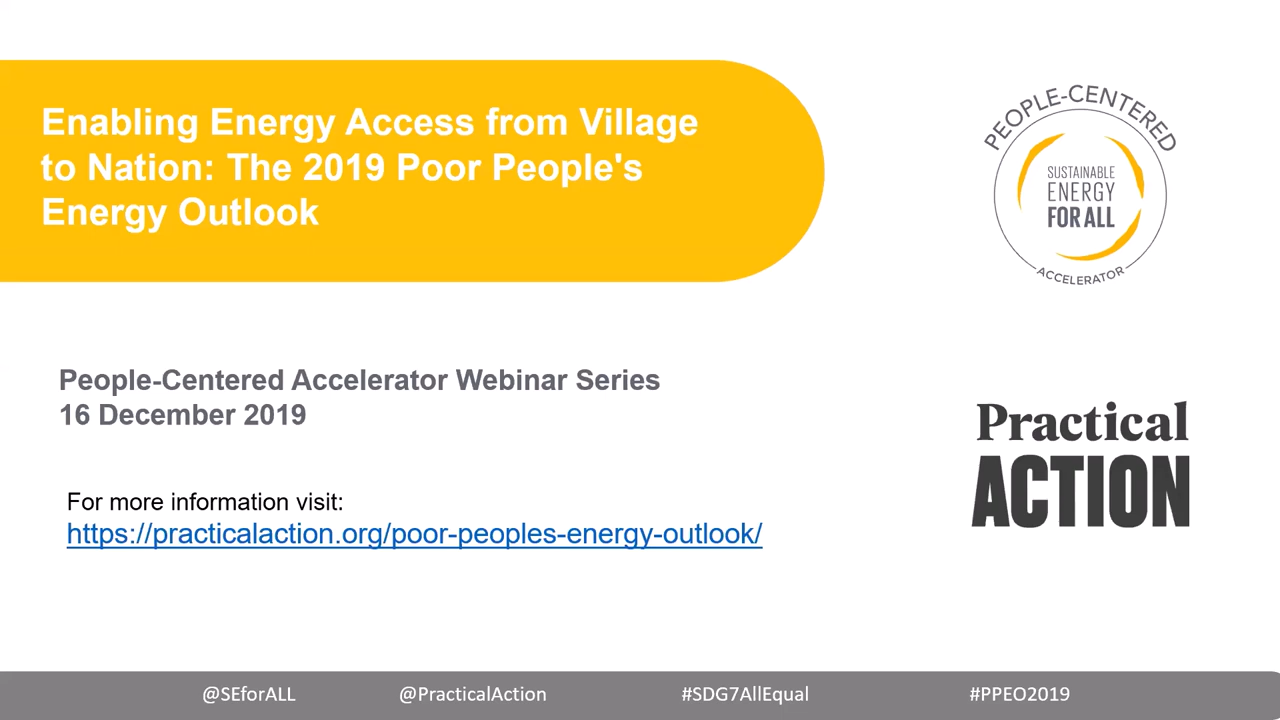 Enabling Energy Access from Village
to Nation: The 2019 Poor People's
Energy Outlook
PEOPLE-CENTERED
SUSTAINABLE
ENERGY
FOR ALL
ACCELERATOR
People-Centered Accelerator Webinar Series
16 December 2019
Practical
ACTION
For more information visit:
https://practicalaction.org/poor-peoples-energy-outlook/
@SEforALL @PracticalAction #SDG7AllEqual #PPEO2019